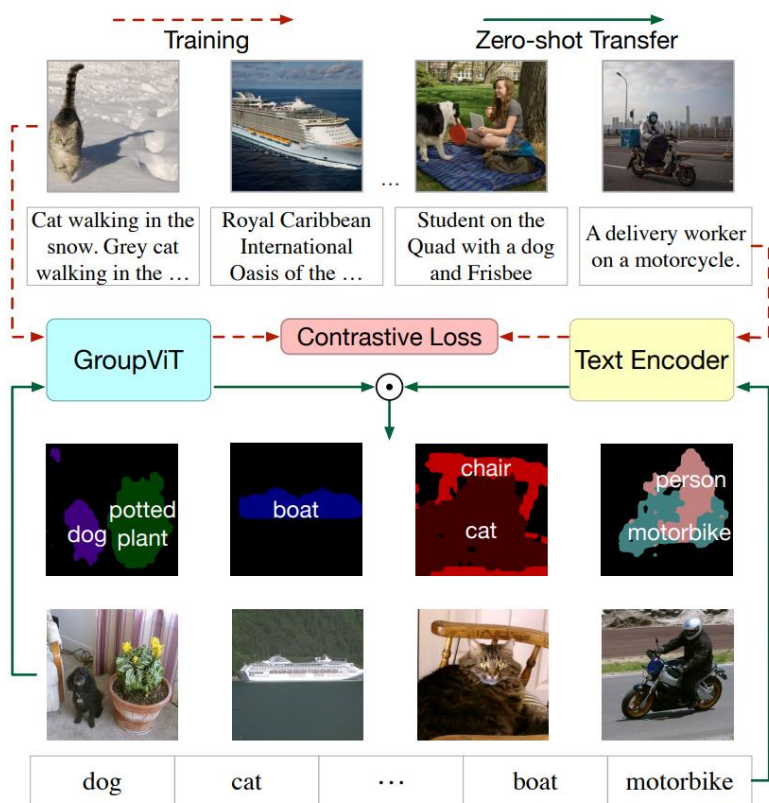 Training
Zero-shot Transfer
...
Cat walking in the
snow. Grey cat
walking in the ...
Royal Caribbean
International
Oasis of the ...
Student on the
Quad with a dog
and Frisbee
A delivery worker
on a motorcycle.
GroupViT
Contrastive Loss
Text Encoder
dog
potted
plant
boat
chair
cat
person
motorbike
dog
cat
...
boat
motorbike